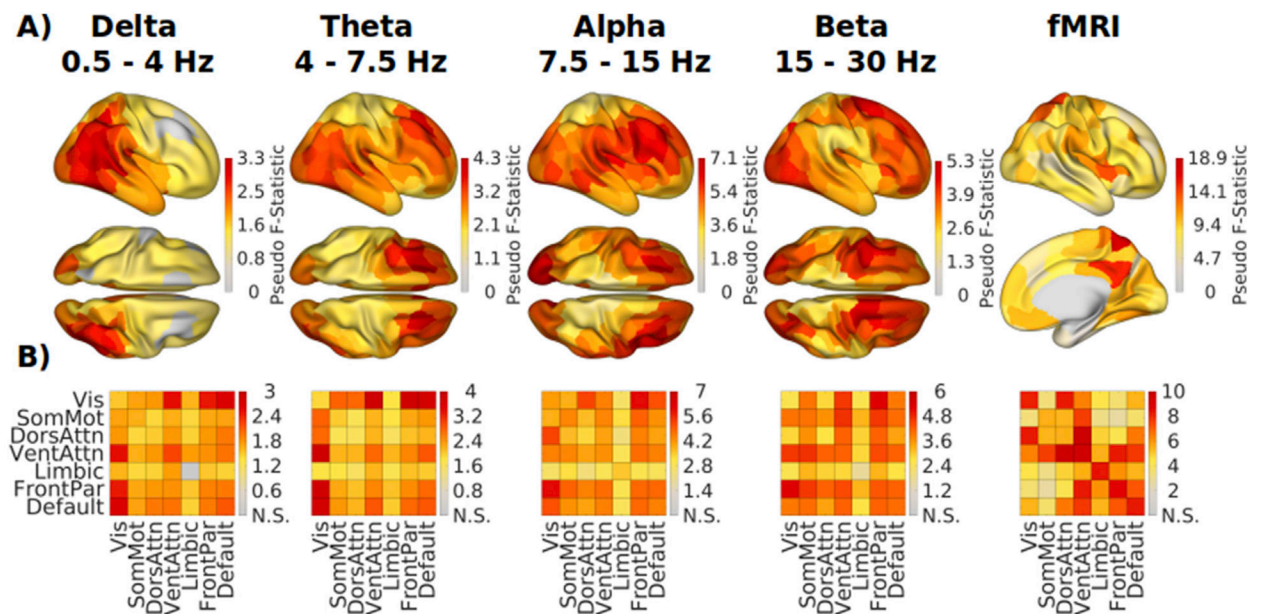 A)
Delta
0.5 - 4 Hz
Theta
4 - 7.5 Hz
Alpha
7.5 - 15 Hz
Beta
15 - 30 Hz
fMRI
3.3
2.5
1.6
0.8
0
Pseudo F-Statistic
4.3
3.2
2.1
1.1
0
Pseudo F-Statistic
7.1
5.4
3.6
1.8
0
Pseudo F-Statistic
5.3
3.9
2.6
1.3
0
Pseudo F-Statistic
18.9
14.1
9.4
4.7
0
Pseudo F-Statistic
B)
Vis
SomMot
DorsAttn
VentAttn
Limbic
FrontPar
Default
3
2.4
1.8
1.2
0.6
N.S.
4
3.2
2.4
1.6
0.8
N.S.
7
5.6
4.2
2.8
1.4
N.S.
6
4.8
3.6
2.4
1.2
N.S.
10
8
6
4
2
N.S.
Vis
SomMot
DorsAttn
VentAttn
Limbic
FrontPar
Default
Vis
SomMot
DorsAttn
VentAttn
Limbic
FrontPar
Default
Vis
SomMot
DorsAttn
VentAttn
Limbic
FrontPar
Default
Vis
SomMot
DorsAttn
VentAttn
Limbic
FrontPar
Default
Vis
SomMot
DorsAttn
VentAttn
Limbic
FrontPar
Default